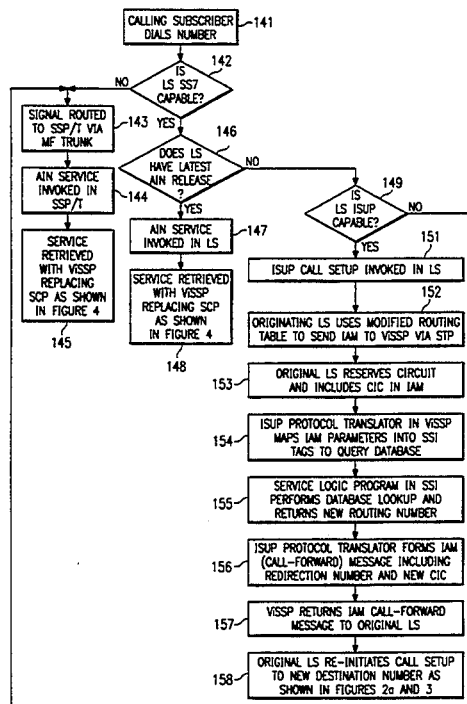 CALLING SUBSCRIBER
DIALS NUMBER
141
142
IS
LS SS7
CAPABLE?
NO
YES
SIGNAL ROUTED
TO SSP/T VIA
MF TRUNK
143
AIN SERVICE
INVOKED IN
SSP/T
144
SERVICE
RETRIEVED
WITH ViSSP
REPLACING
SCP AS SHOWN
IN FIGURE 4
145
146
DOES LS
HAVE LATEST
AIN RELEASE
?
NO
YES
AIN SERVICE
INVOKED IN LS
147
SERVICE RETRIEVED
WITH ViSSP
REPLACING SCP
AS SHOWN
IN FIGURE 4
148
149
IS
LS ISUP
CAPABLE?
NO
YES
151
ISUP CALL SETUP INVOKED IN LS
152
ORIGINATING LS USES MODIFIED ROUTING
TABLE TO SEND IAM TO ViSSP VIA STP
153
ORIGINAL LS RESERVES CIRCUIT
AND INCLUDES CIC IN IAM
154
ISUP PROTOCOL TRANSLATOR IN ViSSP
MAPS IAM PARAMETERS INTO SSI
TAGS TO QUERY DATABASE
155
SERVICE LOGIC PROGRAM IN SSI
PERFORMS DATABASE LOOKUP AND
RETURNS NEW ROUTING NUMBER
156
ISUP PROTOCOL TRANSLATOR FORMS IAM
(CALL-FORWARD) MESSAGE INCLUDING
REDIRECTION NUMBER AND NEW CIC
157
ViSSP RETURNS IAM CALL-FORWARD
MESSAGE TO ORIGINAL LS
158
ORIGINAL LS RE-INITIATES CALL SETUP
TO NEW DESTINATION NUMBER AS
SHOWN IN FIGURES 2a AND 3